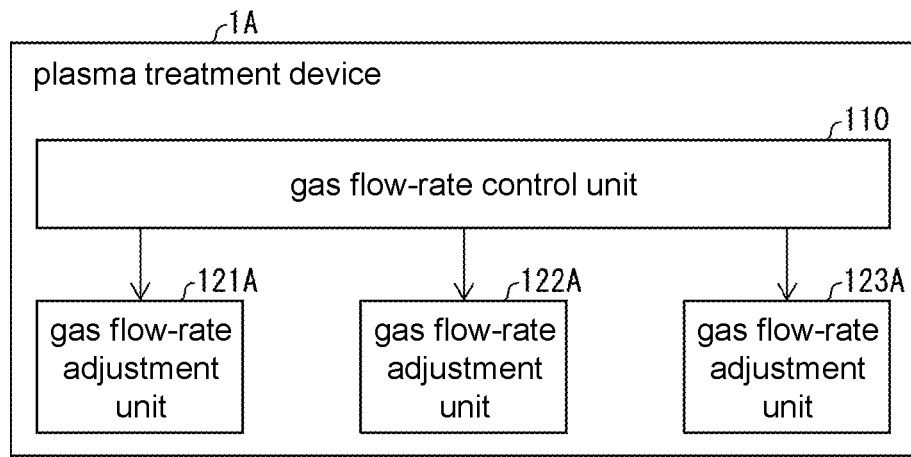 1A
plasma treatment device
110
gas flow-rate control unit
121A
gas flow-rate
adjustment
unit
122A
gas flow-rate
adjustment
unit
123A
gas flow-rate
adjustment
unit